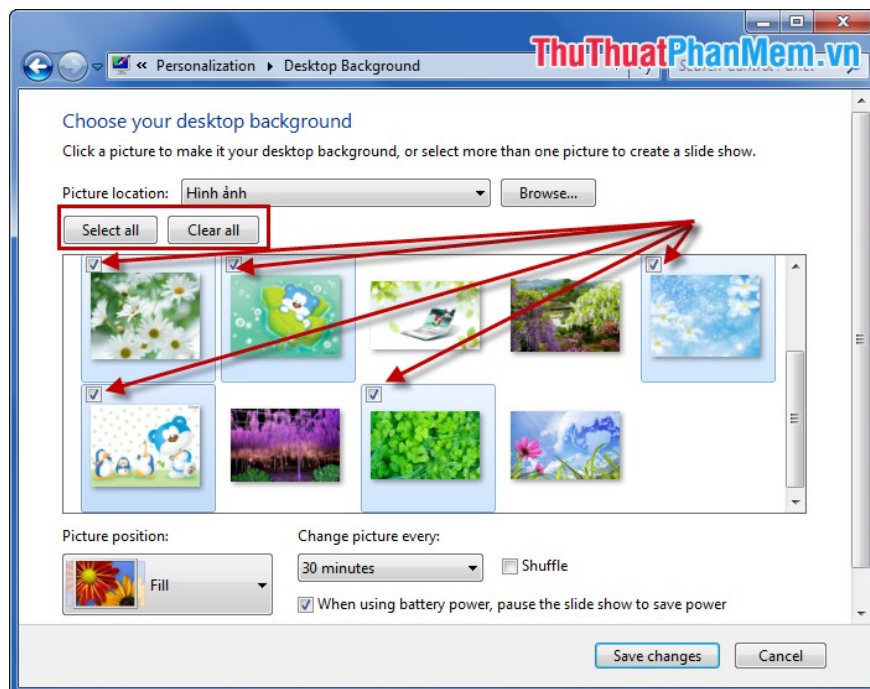 ThuThuatPhanMem.vn
« Personalization ▸ Desktop Background
Choose your desktop background
Click a picture to make it your desktop background, or select more than one picture to create a slide show.
Picture location: Hình ảnh Browse...
Select all Clear all
Picture position: Change picture every:
Fill 30 minutes Shuffle
When using battery power, pause the slide show to save power
Save changes Cancel